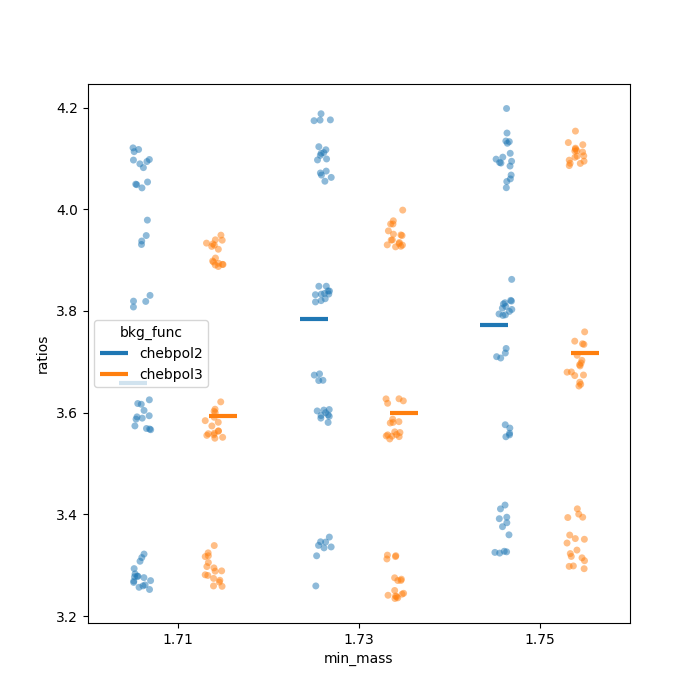 4.2
4.0
3.8
3.6
3.4
3.2
ratios
bkg_func
chebpol2
chebpol3
1.71
1.73
1.75
min_mass